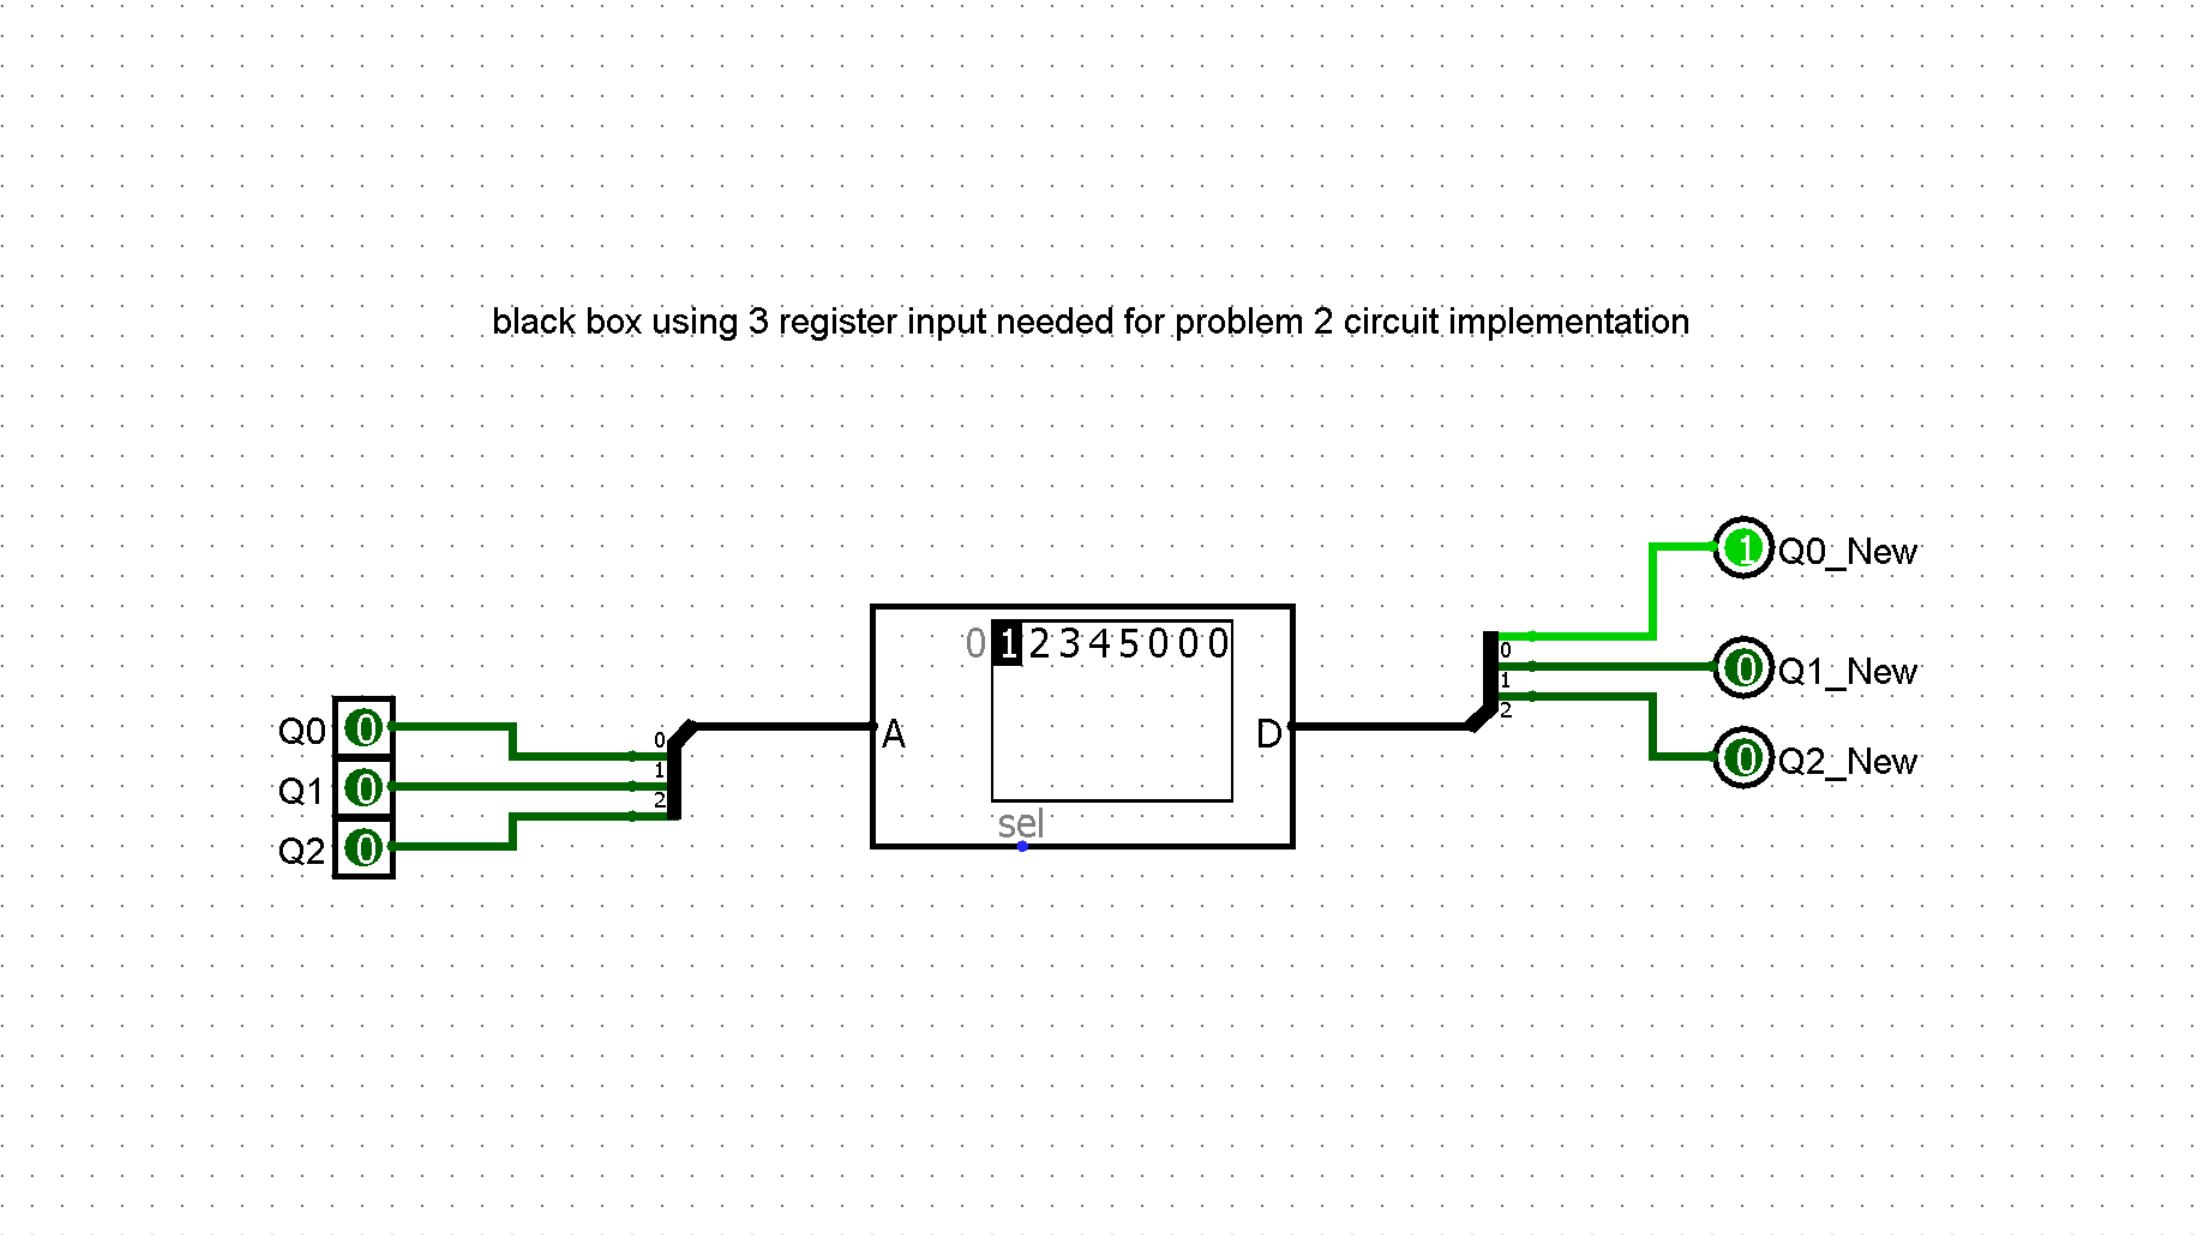 black box using 3 register input needed for problem 2 circuit implementation
1 Q0_New
0 1 2 3 4 5 0 0 0
0
1
2
0 Q1_New
Q0 0
A
D
0
1
2
0 Q2_New
Q1 0
Q2 0
sel